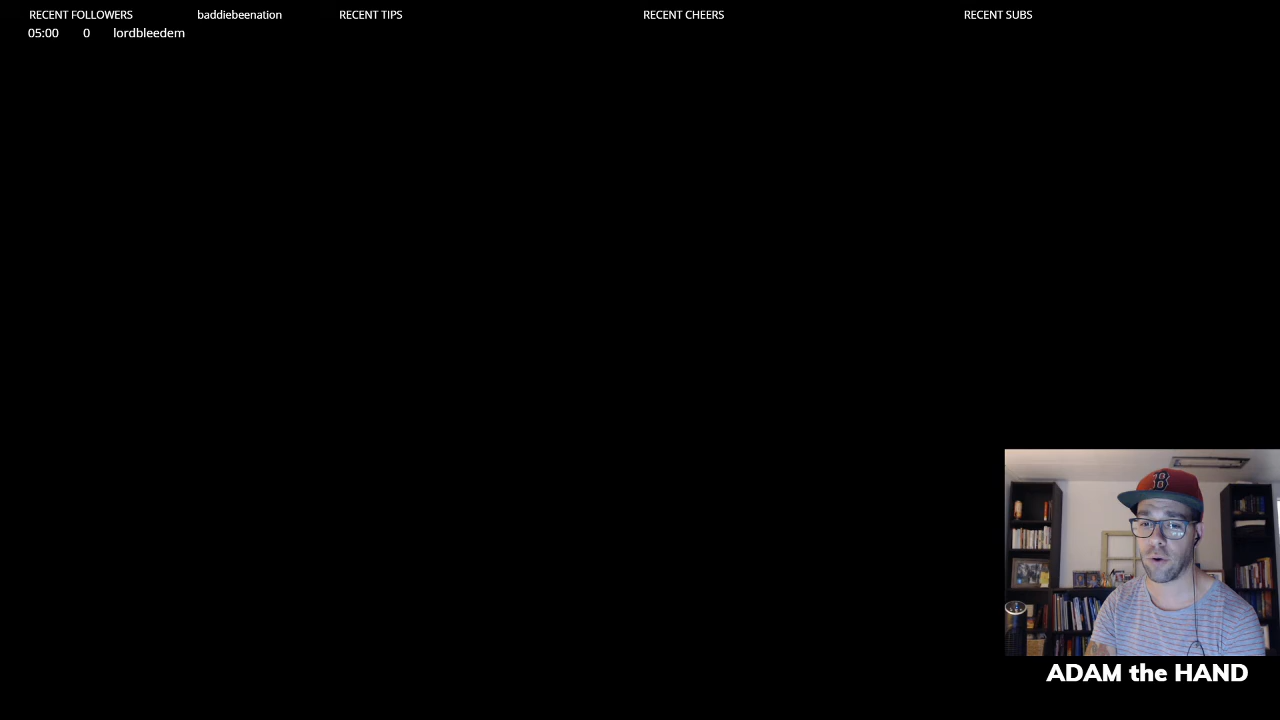 RECENT FOLLOWERS baddiebeenation RECENT TIPS RECENT CHEERS RECENT SUBS
05:00 0 lordbleedem
B
ADAM the HAND